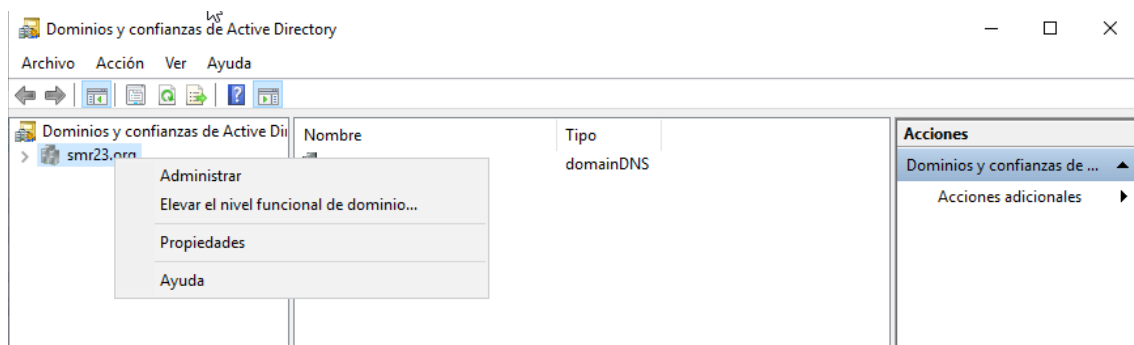 Dominios y confianzas de Active Directory
Archivo Acción Ver Ayuda
Dominios y confianzas de Active Di
smr23.org
Administrar
Elevar el nivel funcional de dominio...
Propiedades
Ayuda
Nombre Tipo
domainDNS
Acciones
Dominios y confianzas de ...
Acciones adicionales